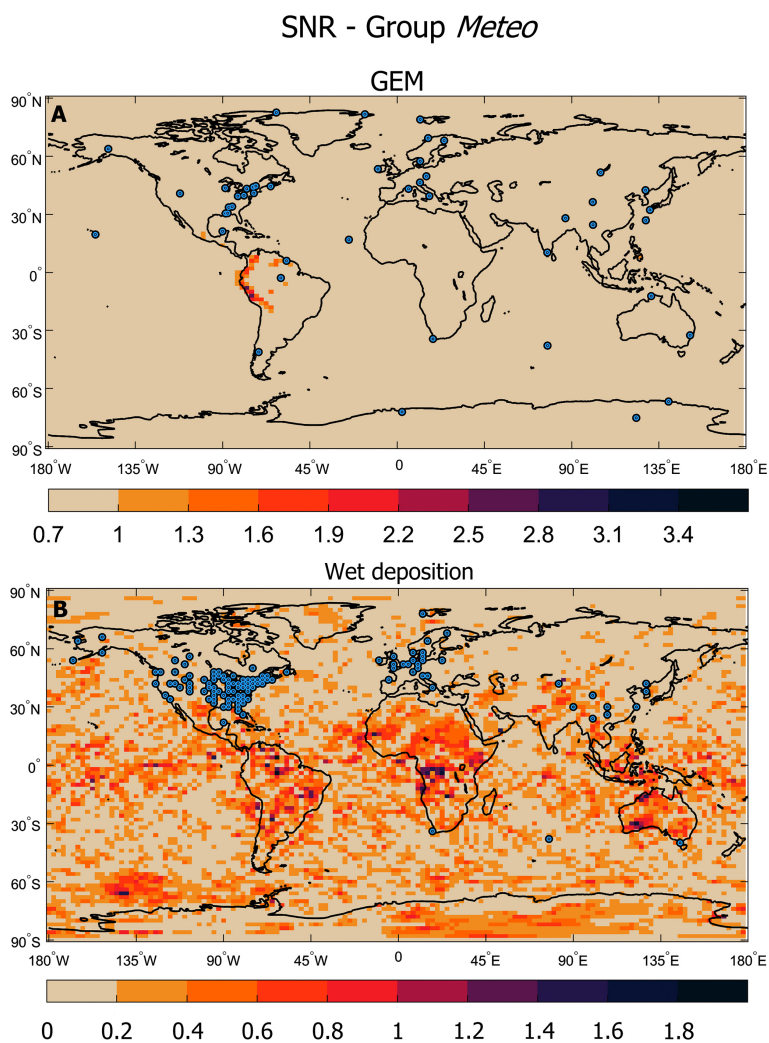 SNR - Group Meteo
GEM
A
90°N
60°N
30°N
0°
30°S
60°S
90°S
180°W 135°W 90°W 45°W 0 45°E 90°E 135°E 180°E
0.7 1 1.3 1.6 1.9 2.2 2.5 2.8 3.1 3.4
Wet deposition
B
90°N
60°N
30°N
0°
30°S
60°S
90°S
180°W 135°W 90°W 45°W 0 45°E 90°E 135°E 180°E
0 0.2 0.4 0.6 0.8 1 1.2 1.4 1.6 1.8